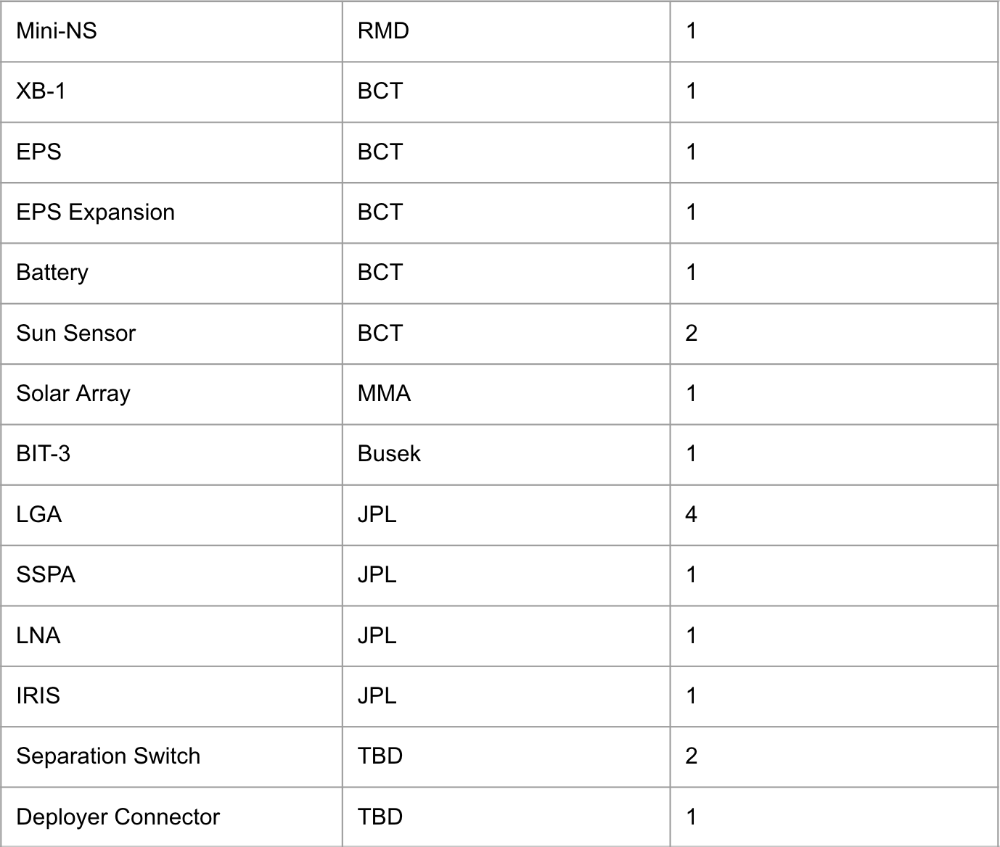 Mini-NS RMD 1
XB-1 BCT 1
EPS BCT 1
EPS Expansion BCT 1
Battery BCT 1
Sun Sensor BCT 2
Solar Array MMA 1
BIT-3 Busek 1
LGA JPL 4
SSPA JPL 1
LNA JPL 1
IRIS JPL 1
Separation Switch TBD 2
Deployer Connector TBD 1